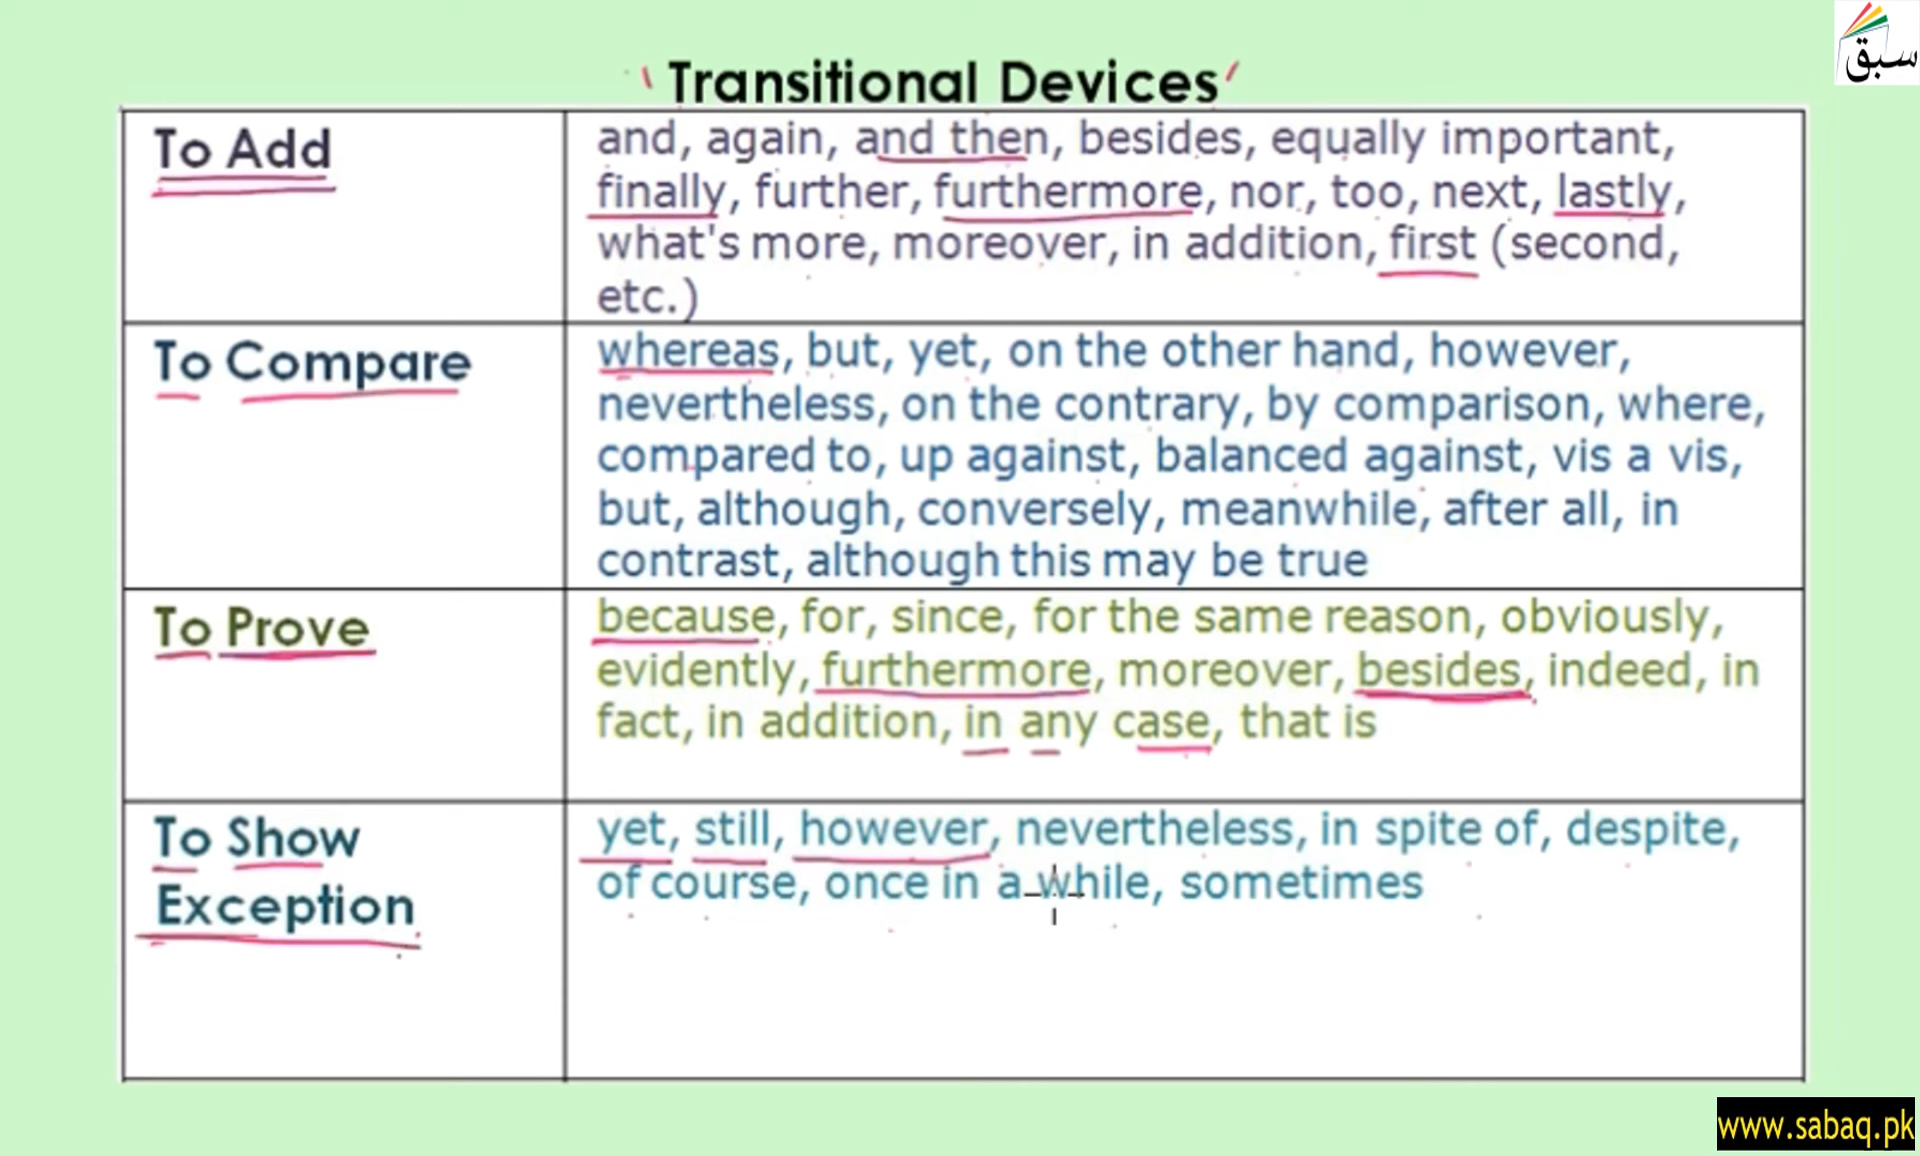 سبق
Transitional Devices
To Add
and, again, and then, besides, equally important,
finally, further, furthermore, nor, too, next, lastly,
what's more, moreover, in addition, first (second,
etc.)
To Compare
whereas, but, yet, on the other hand, however,
nevertheless, on the contrary, by comparison, where,
compared to, up against, balanced against, vis a vis,
but, although, conversely, meanwhile, after all, in
contrast, although this may be true
To Prove
because, for, since, for the same reason, obviously,
evidently, furthermore, moreover, besides, indeed, in
fact, in addition, in any case, that is
To Show
Exception
yet, still, however, nevertheless, in spite of, despite,
of course, once in a while, sometimes
www.sabaq.pk